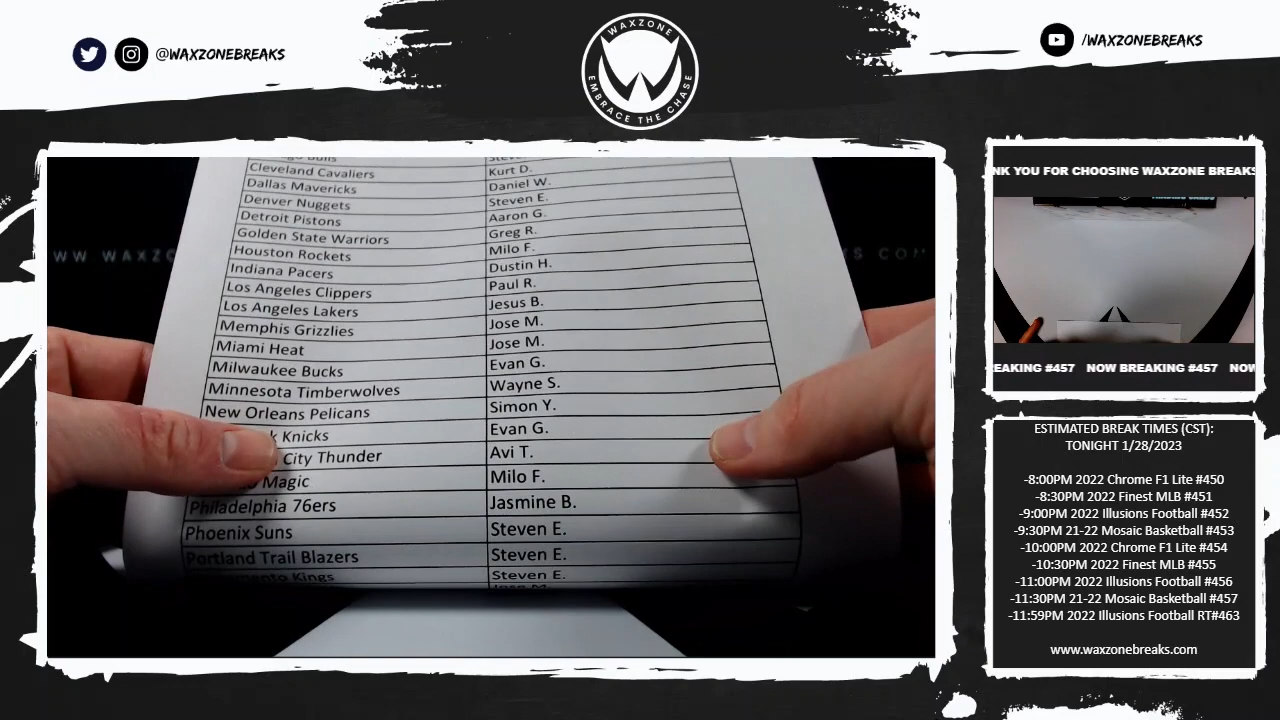 @WAXZONEBREAKS
WAXZONE
EMBRACE THE CHASE
/WAXZONEBREAKS
Cleveland Cavaliers Kurt D.
Dallas Mavericks Daniel W.
Denver Nuggets Steven E.
Detroit Pistons Aaron G.
Golden State Warriors Greg R.
Houston Rockets Milo F.
Indiana Pacers Dustin H.
Los Angeles Clippers Paul R.
Los Angeles Lakers Jesus B.
Memphis Grizzlies Jose M.
Miami Heat Jose M.
Milwaukee Bucks Evan G.
Minnesota Timberwolves Wayne S.
New Orleans Pelicans Simon Y.
Knicks Evan G.
City Thunder Avi T.
Magic Milo F.
Philadelphia 76ers Jasmine B.
Phoenix Suns Steven E.
Portland Trail Blazers Steven E.
Kings Steven E.
NK YOU FOR CHOOSING WAXZONE BREAKS
EAKING #457 NOW BREAKING #457 NOW
ESTIMATED BREAK TIMES (CST):
TONIGHT 1/28/2023
-8:00PM 2022 Chrome F1 Lite #450
-8:30PM 2022 Finest MLB #451
-9:00PM 2022 Illusions Football #452
-9:30PM 21-22 Mosaic Basketball #453
-10:00PM 2022 Chrome F1 Lite #454
-10:30PM 2022 Finest MLB #455
-11:00PM 2022 Illusions Football #456
-11:30PM 21-22 Mosaic Basketball #457
-11:59PM 2022 Illusions Football RT#463
www.waxzonebreaks.com